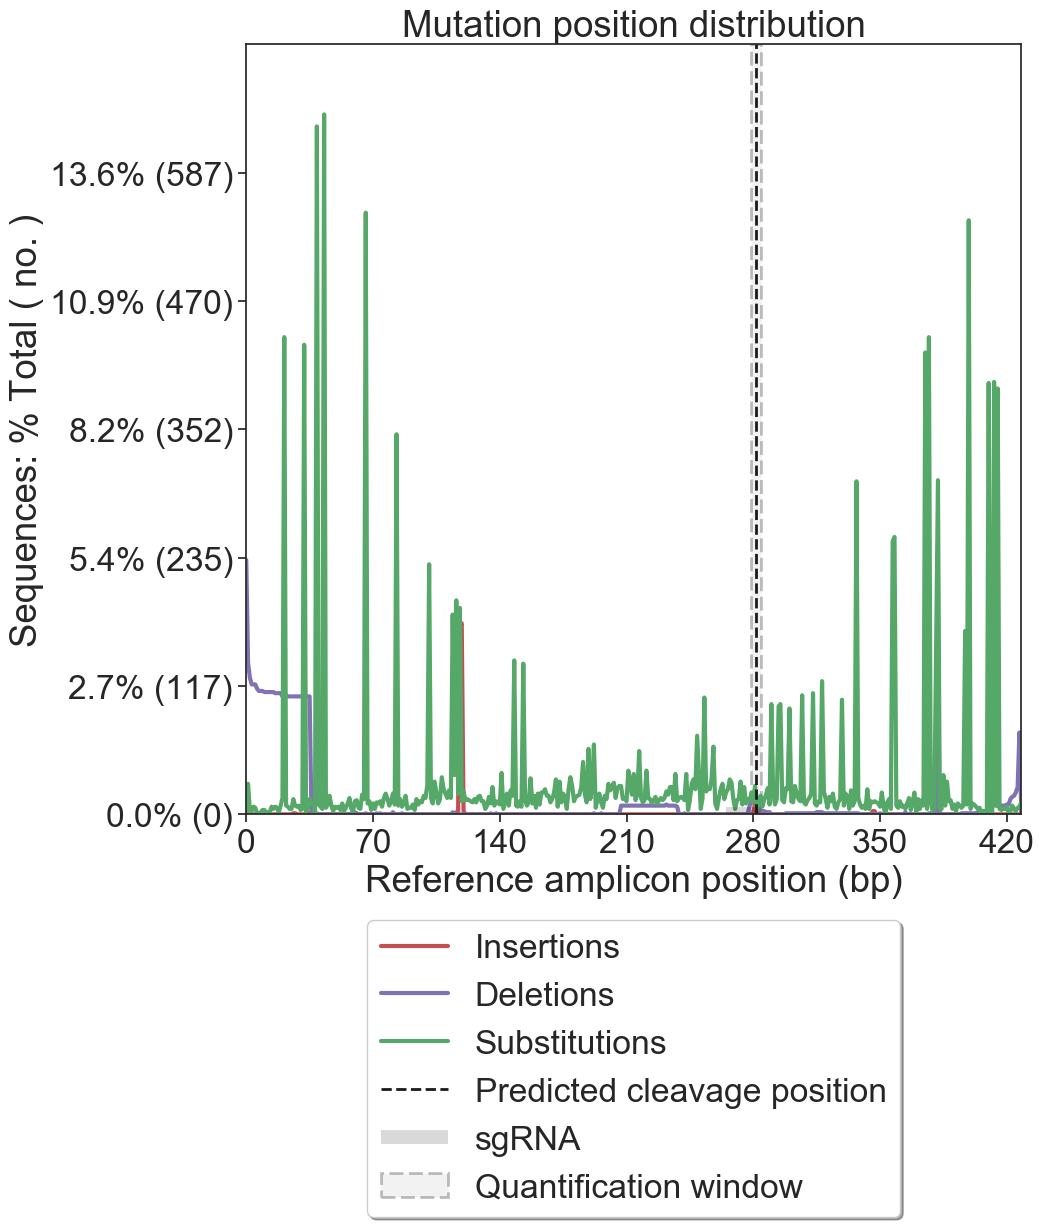 Mutation position distribution
Sequences: % Total ( no. )
13.6% (587)
10.9% (470)
8.2% (352)
5.4% (235)
2.7% (117)
0.0% (0)
0 70 140 210 280 350 420
Reference amplicon position (bp)
Insertions
Deletions
Substitutions
Predicted cleavage position
sgRNA
Quantification window